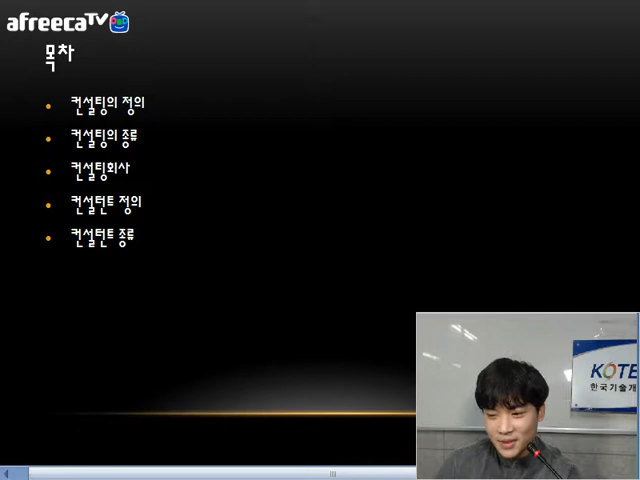 afreecaTV
목차
컨설팅의 정의
컨설팅의 종류
컨설팅회사
컨설턴트 정의
컨설턴트 종류
KOTE
한국기술개